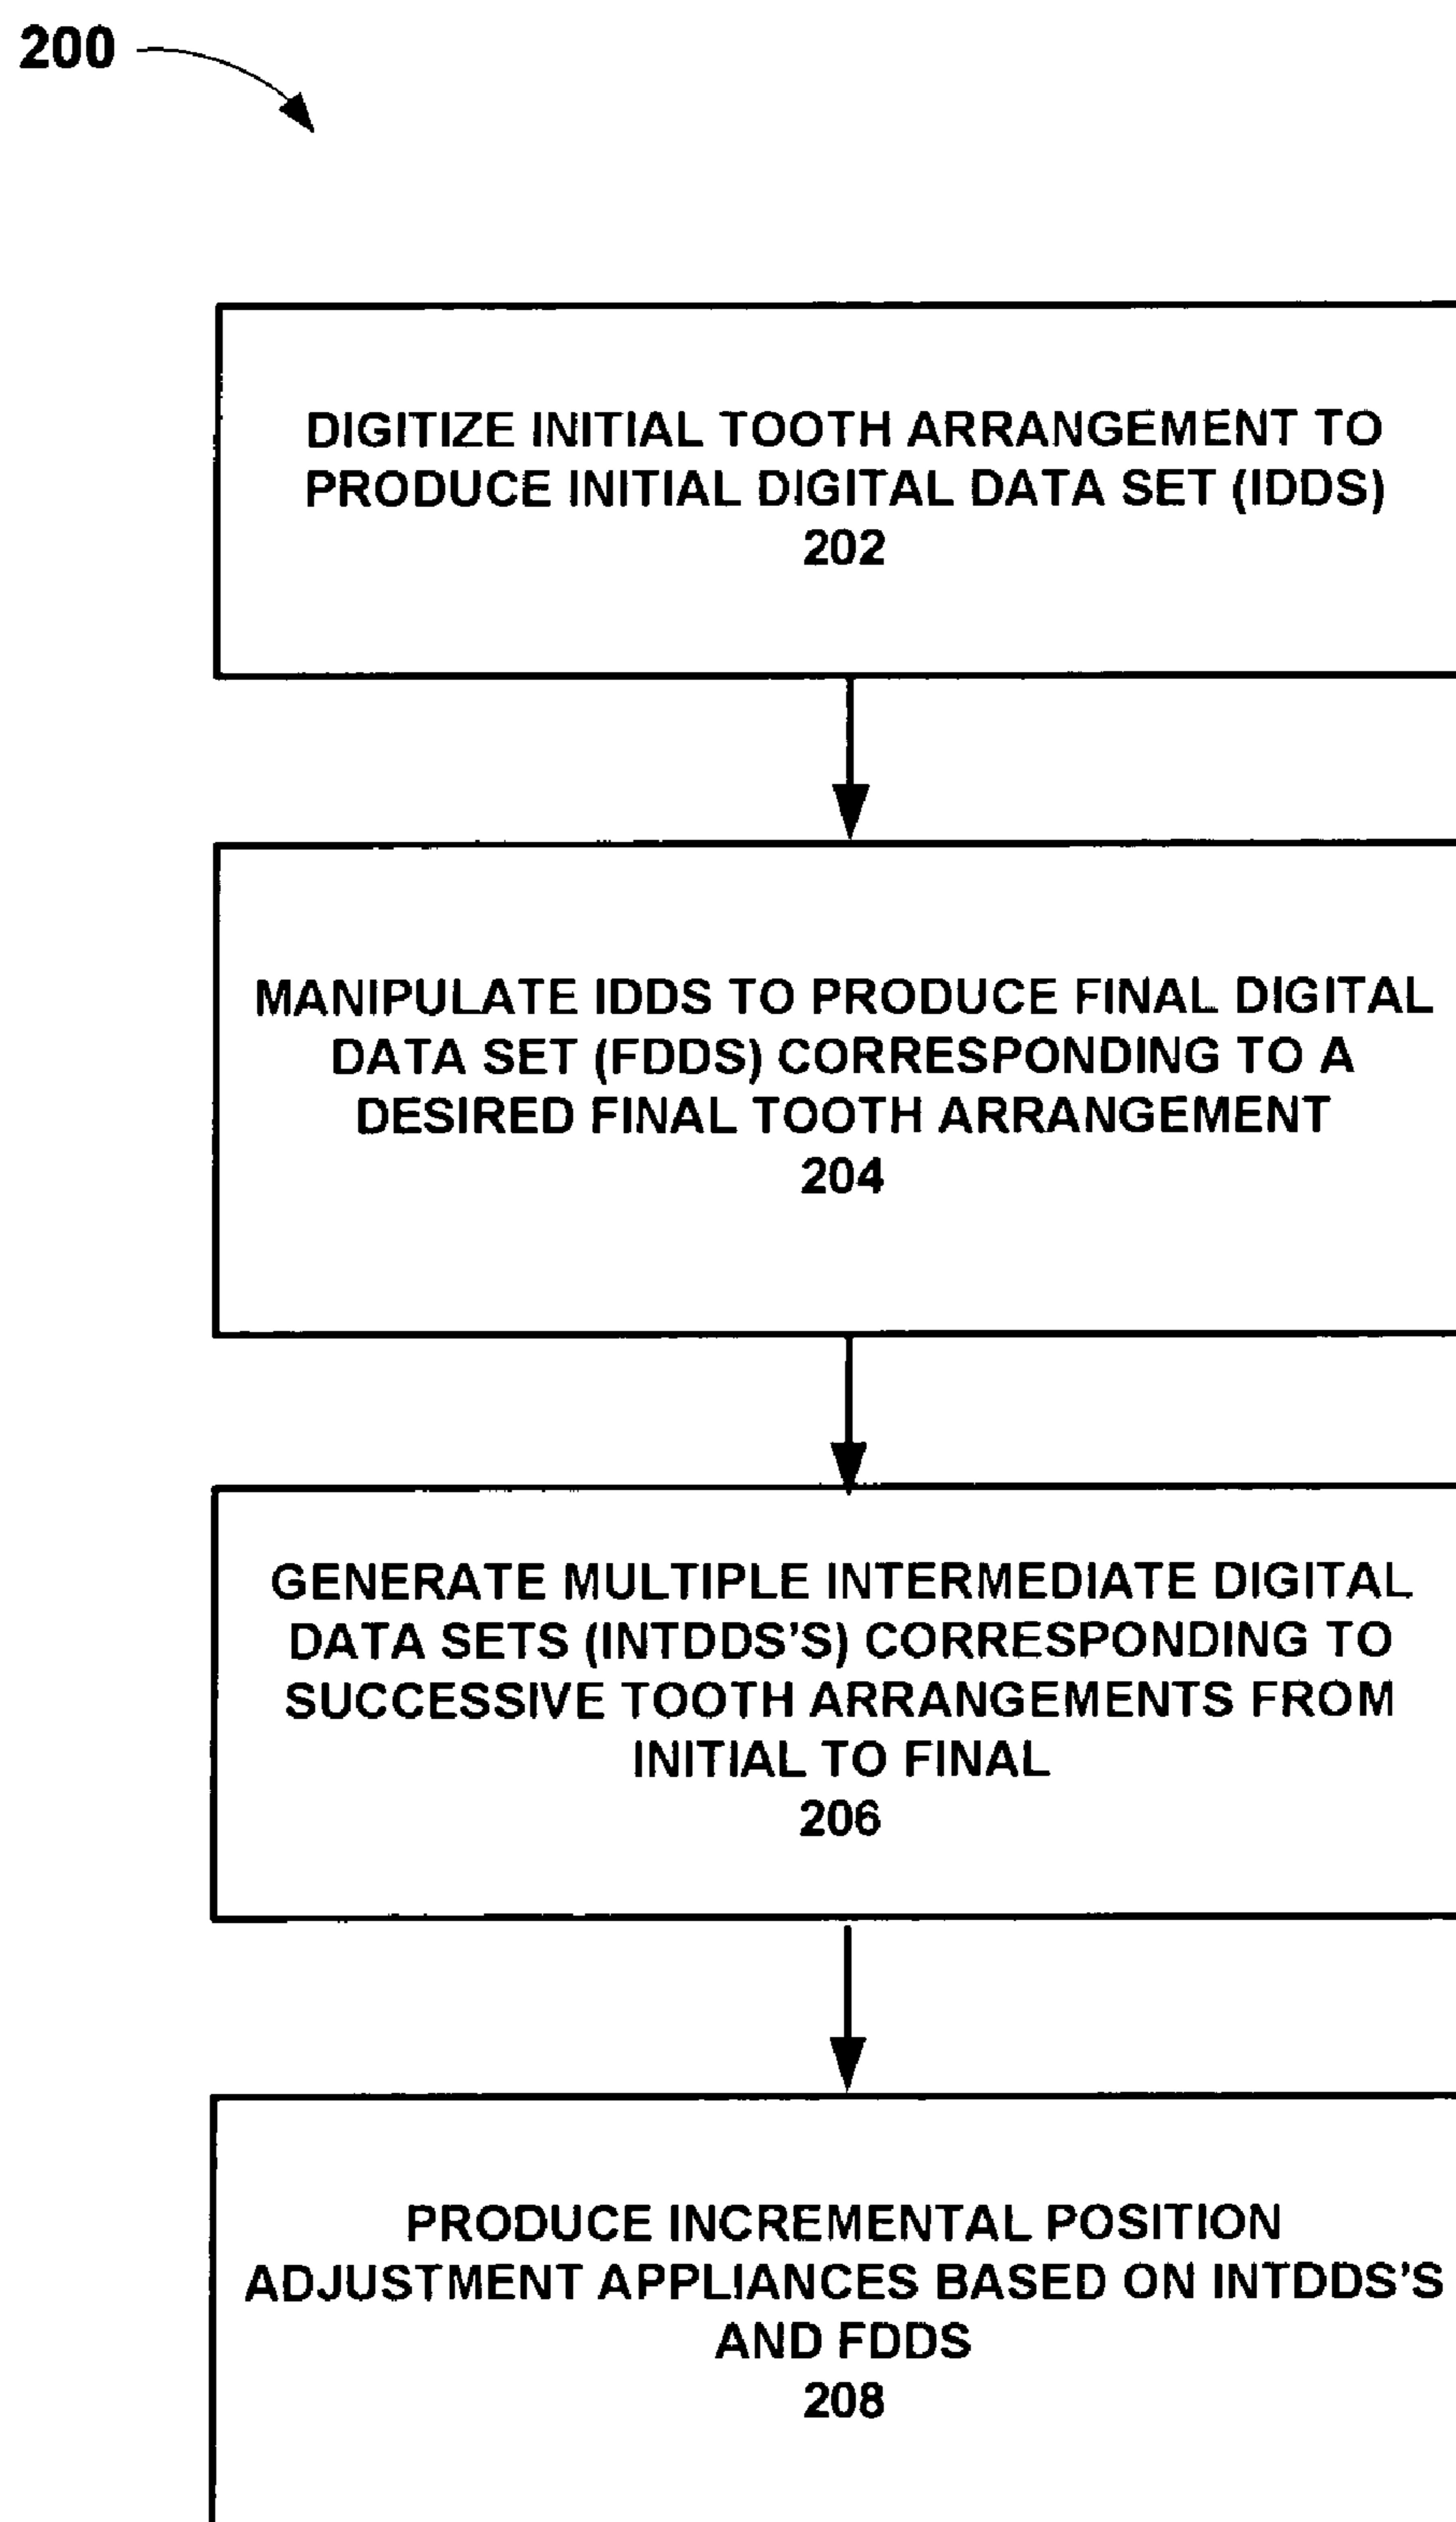 200
DIGITIZE INITIAL TOOTH ARRANGEMENT TO
PRODUCE INITIAL DIGITAL DATA SET (IDDS)
202
MANIPULATE IDDS TO PRODUCE FINAL DIGITAL
DATA SET (FDDS) CORRESPONDING TO A
DESIRED FINAL TOOTH ARRANGEMENT
204
GENERATE MULTIPLE INTERMEDIATE DIGITAL
DATA SETS (INTDDS’S) CORRESPONDING TO
SUCCESSIVE TOOTH ARRANGEMENTS FROM
INITIAL TO FINAL
206
PRODUCE INCREMENTAL POSITION
ADJUSTMENT APPLIANCES BASED ON INTDDS’S
AND FDDS
208